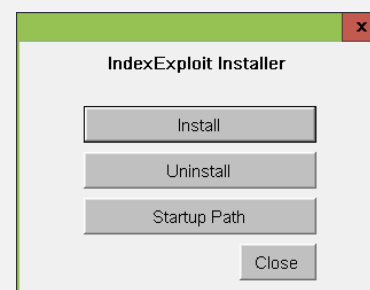 x
IndexExploit Installer
Install
Uninstall
Startup Path
Close